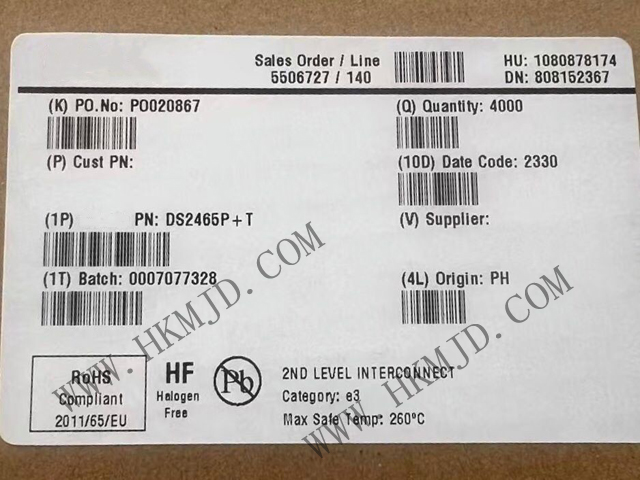 Sales Order / Line
5506727 / 140
HU: 1080878174
DN: 808152367
(K) PO.No: PO020867
(Q) Quantity: 4000
(P) Cust PN:
(10D) Date Code: 2330
(1P) PN: DS2465P+T
(V) Supplier:
(1T) Batch: 0007077328
(4L) Origin: PH
RoHS
Compliant
2011/65/EU
HF
Halogen
Free
Pb
2ND LEVEL INTERCONNECT
Category: e3
Max Safe Temp: 260°C
WWW.HKMJD.COM
WWW.HKMJD.COM